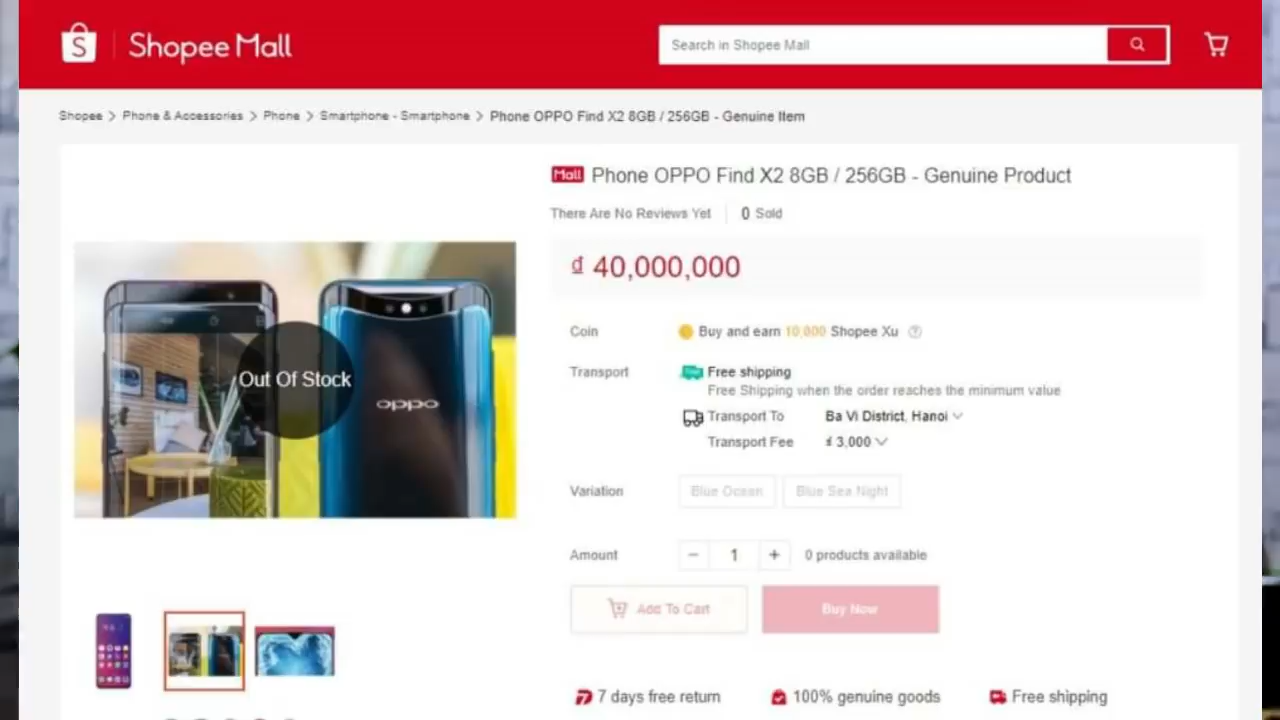 S Shopee Mall
Search in Shopee Mall
Shopee > Phone & Accessories > Phone > Smartphone - Smartphone > Phone OPPO Find X2 8GB / 256GB - Genuine Item
Mall Phone OPPO Find X2 8GB / 256GB - Genuine Product
There Are No Reviews Yet 0 Sold
₫ 40,000,000
Out Of Stock
oppo
Coin Buy and earn 10,000 Shopee Xu ?
Transport Free shipping
Free Shipping when the order reaches the minimum value
Transport To Ba Vi District, Hanoi
Transport Fee ₫ 3,000
Variation Blue Ocean Blue Sea Night
Amount − 1 + 0 products available
Add To Cart Buy Now
7 days free return 100% genuine goods Free shipping